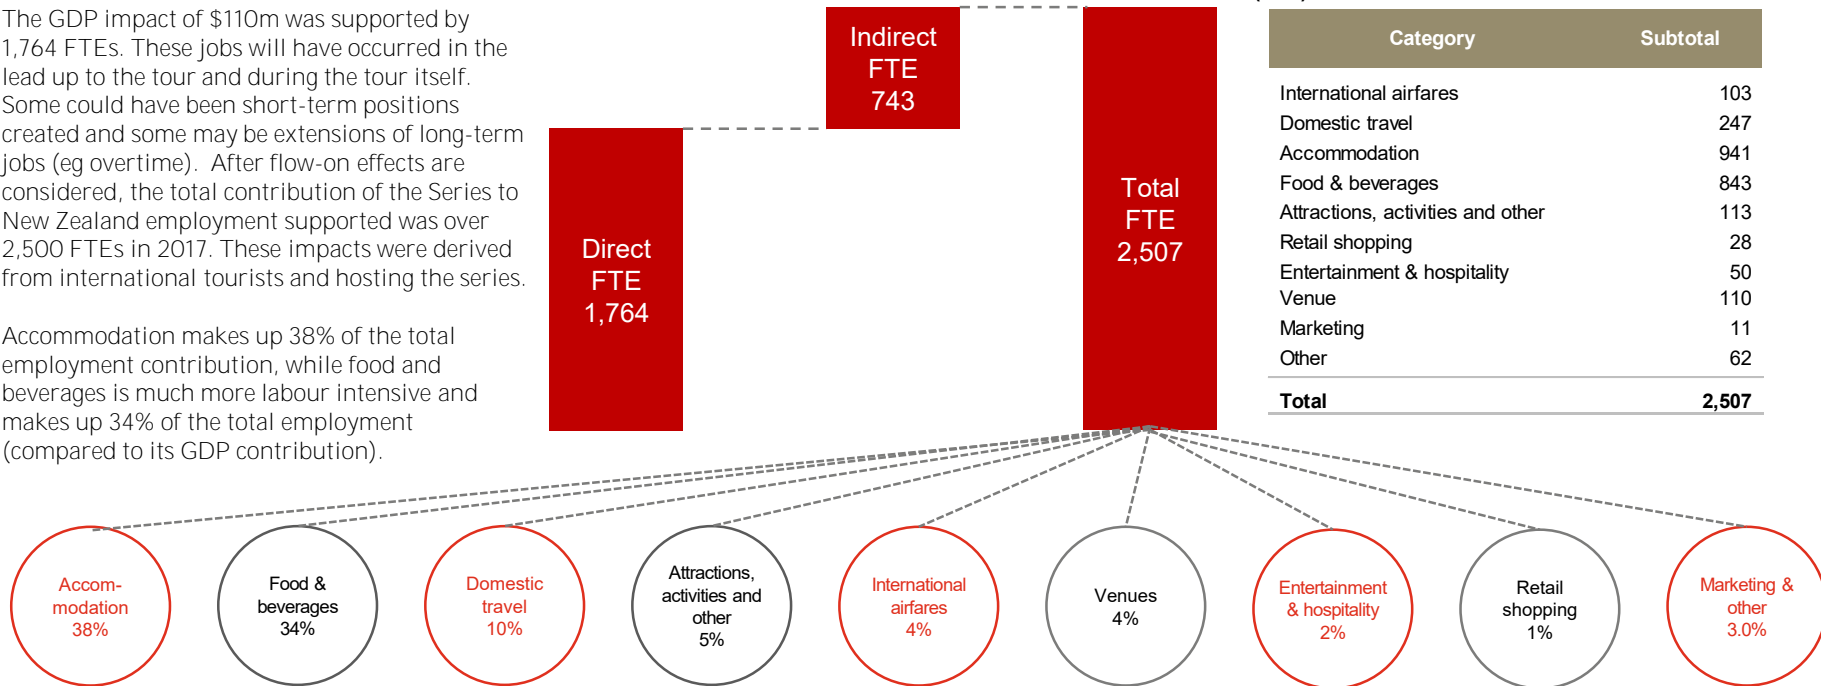 The GDP impact of $110m was supported by
1,764 FTEs. These jobs will have occurred in the
lead up to the tour and during the tour itself.
Some could have been short-term positions
created and some may be extensions of long-term
jobs (eg overtime).  After flow-on effects are
considered, the total contribution of the Series to
New Zealand employment supported was over
2,500 FTEs in 2017. These impacts were derived
from international tourists and hosting the series.
Accommodation makes up 38% of the total
employment contribution, while food and
beverages is much more labour intensive and
makes up 34% of the total employment
(compared to its GDP contribution).
Direct
FTE
1,764
Indirect
FTE
743
Total
FTE
2,507
Category Subtotal
International airfares 103
Domestic travel 247
Accommodation 941
Food & beverages 843
Attractions, activities and other 113
Retail shopping 28
Entertainment & hospitality 50
Venue 110
Marketing 11
Other 62
Total 2,507
Accom-
modation
38%
Food &
beverages
34%
Domestic
travel
10%
Attractions,
activities and
other
5%
International
airfares
4%
Venues
4%
Entertainment
& hospitality
2%
Retail
shopping
1%
Marketing &
other
3.0%